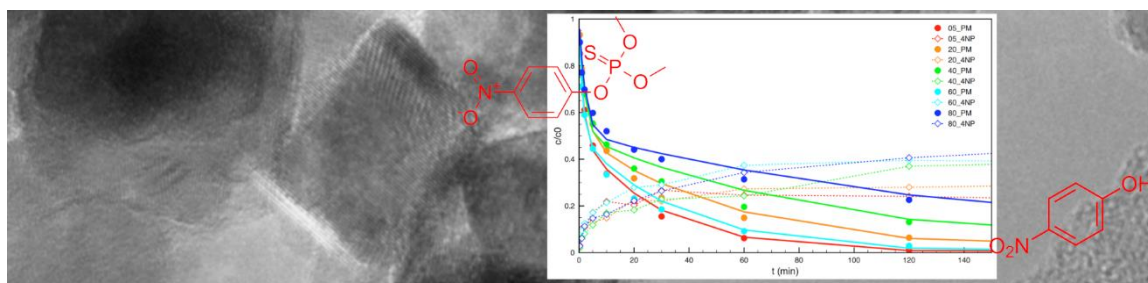 S
P
O
O
O
O
N+
O-
05_PM
05_4NP
20_PM
20_4NP
40_PM
40_4NP
60_PM
60_4NP
80_PM
80_4NP
c/c0
1
0.8
0.6
0.4
0.2
0
0 20 40 60 80 100 120 140
t (min)
OH
O₂N